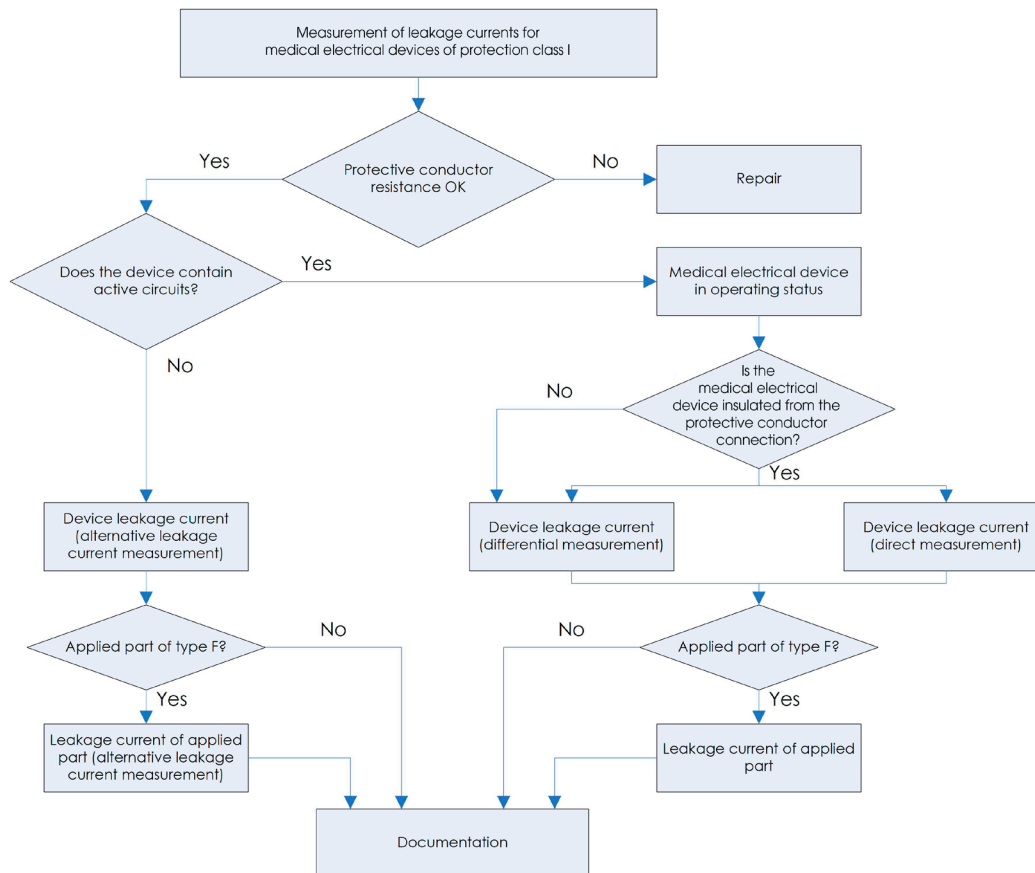 Measurement of leakage currents for
medical electrical devices of protection class I
Yes
No
Protective conductor
resistance OK
Repair
Does the device contain
active circuits?
Yes
Medical electrical device
in operating status
No
Is the
medical electrical
device insulated from the
protective conductor
connection?
No
Yes
Device leakage current
(alternative leakage
current measurement)
Device leakage current
(differential measurement)
Device leakage current
(direct measurement)
Applied part of type F?
No
No
Applied part of type F?
Yes
Yes
Leakage current of applied
part (alternative leakage
current measurement)
Leakage current of applied
part
Documentation